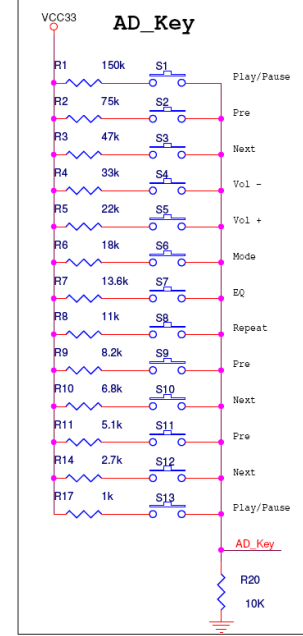 VCC33
AD_Key
R1 150k S1 Play/Pause
R2 75k S2 Pre
R3 47k S3 Next
R4 33k S4 Vol -
R5 22k S5 Vol +
R6 18k S6 Mode
R7 13.6k S7 EQ
R8 11k S8 Repeat
R9 8.2k S9 Pre
R10 6.8k S10 Next
R11 5.1k S11 Pre
R14 2.7k S12 Next
R17 1k S13 Play/Pause
AD_Key
R20
10K